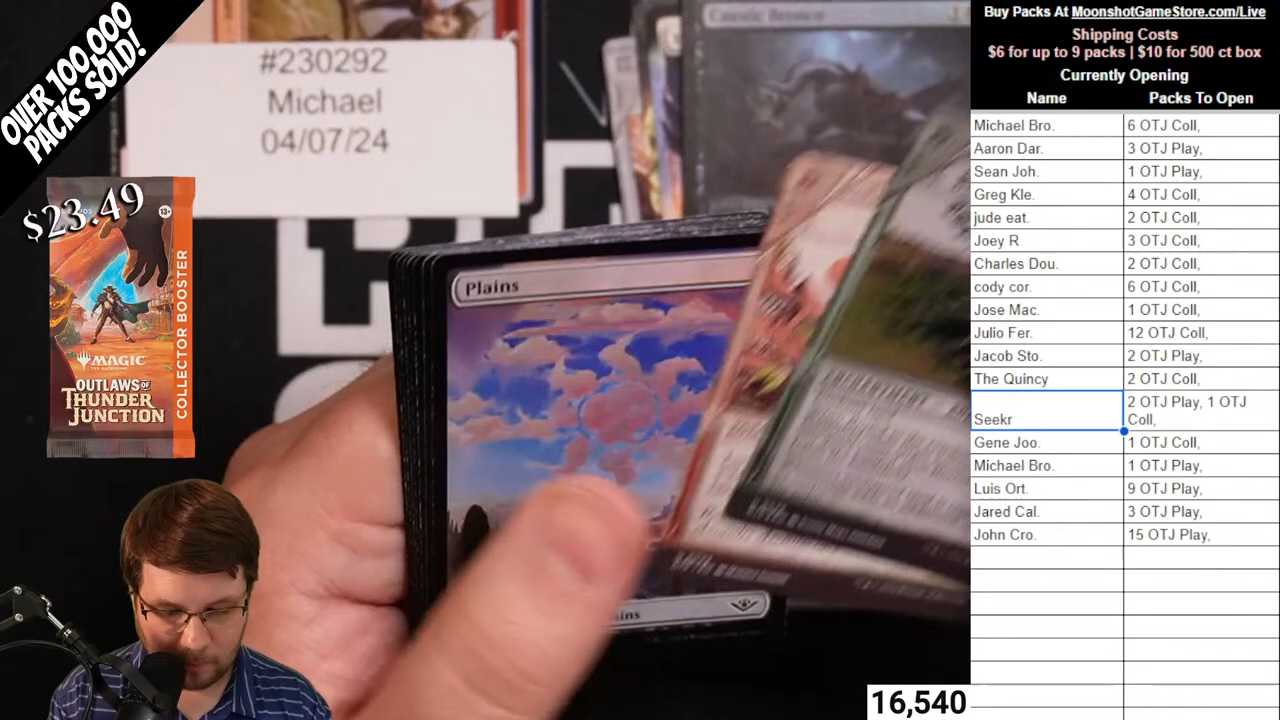 OVER 100,000
PACKS SOLD!
#230292
Michael
04/07/24
$23.49
13+
MAGIC
THE GATHERING
OUTLAWS OF
THUNDER
JUNCTION
COLLECTOR BOOSTER
Caustic Bronco
Plains
16,540
Buy Packs At MoonshotGameStore.com/Live
Shipping Costs
$6 for up to 9 packs | $10 for 500 ct box
Currently Opening
Name Packs To Open
Michael Bro. 6 OTJ Coll,
Aaron Dar. 3 OTJ Play,
Sean Joh. 1 OTJ Play,
Greg Kle. 4 OTJ Coll,
jude eat. 2 OTJ Coll,
Joey R 3 OTJ Coll,
Charles Dou. 2 OTJ Coll,
cody cor. 6 OTJ Coll,
Jose Mac. 1 OTJ Coll,
Julio Fer. 12 OTJ Coll,
Jacob Sto. 2 OTJ Play,
The Quincy 2 OTJ Coll,
Seekr 2 OTJ Play, 1 OTJ
Coll,
Gene Joo. 1 OTJ Coll,
Michael Bro. 1 OTJ Play,
Luis Ort. 9 OTJ Play,
Jared Cal. 3 OTJ Play,
John Cro. 15 OTJ Play,